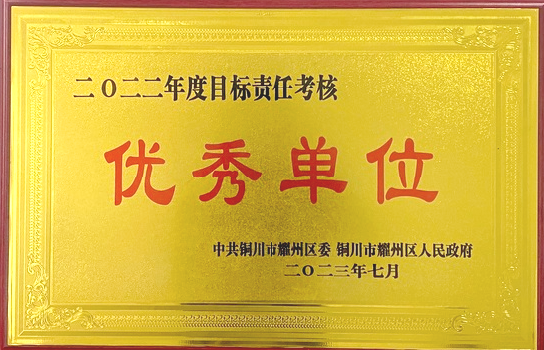 二〇二二年度目标责任考核
优秀单位
中共铜川市耀州区委 铜川市耀州区人民政府
二〇二三年七月